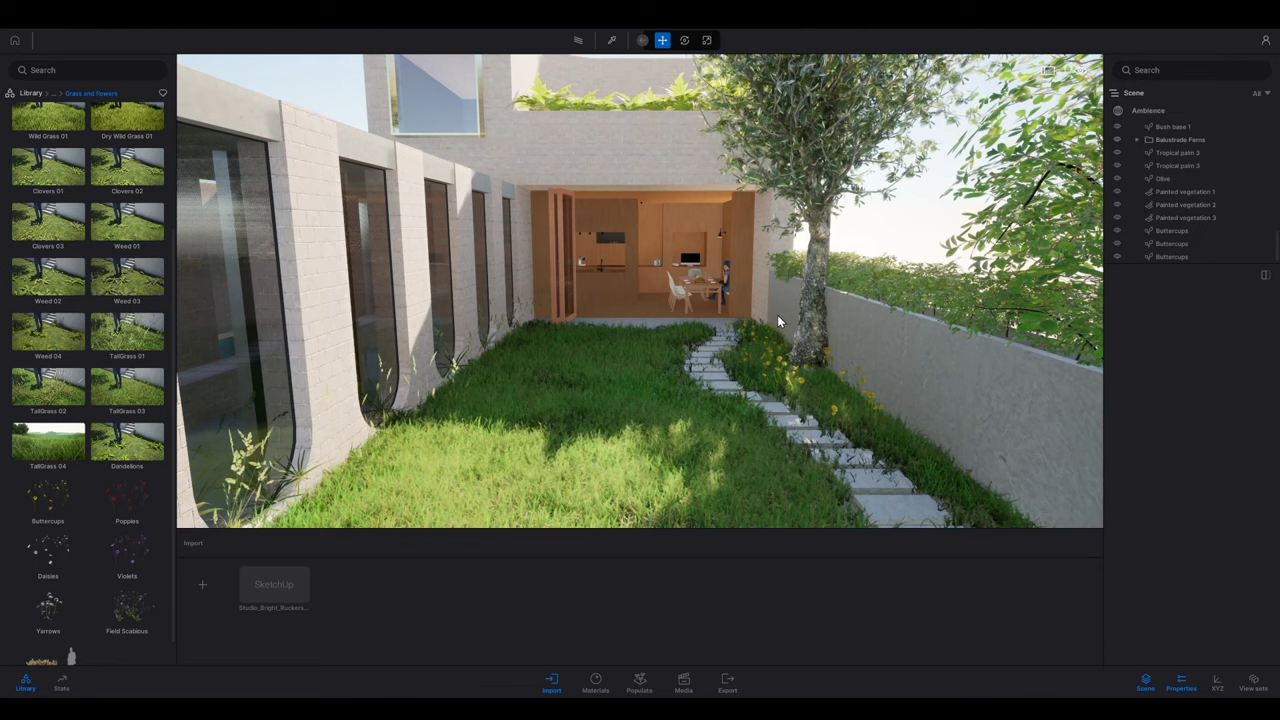 Search
Search
Library > ... > Grass and flowers
Scene
All
Ambience
Wild Grass 01
Dry Wild Grass 01
Clovers 01
Clovers 02
Clovers 03
Weed 01
Weed 02
Weed 03
Weed 04
TallGrass 01
TallGrass 02
TallGrass 03
TallGrass 04
Dandelions
Buttercups
Poppies
Daisies
Violets
Yarrows
Field Scabious
Bush base 1
Balustrade Ferns
Tropical palm 3
Tropical palm 3
Olive
Painted vegetation 1
Painted vegetation 2
Painted vegetation 3
Buttercups
Buttercups
Buttercups
Import
SketchUp
Studio_Bright_Ruckers...
Library
Stats
Import
Materials
Populate
Media
Export
Scene
Properties
XYZ
View sets